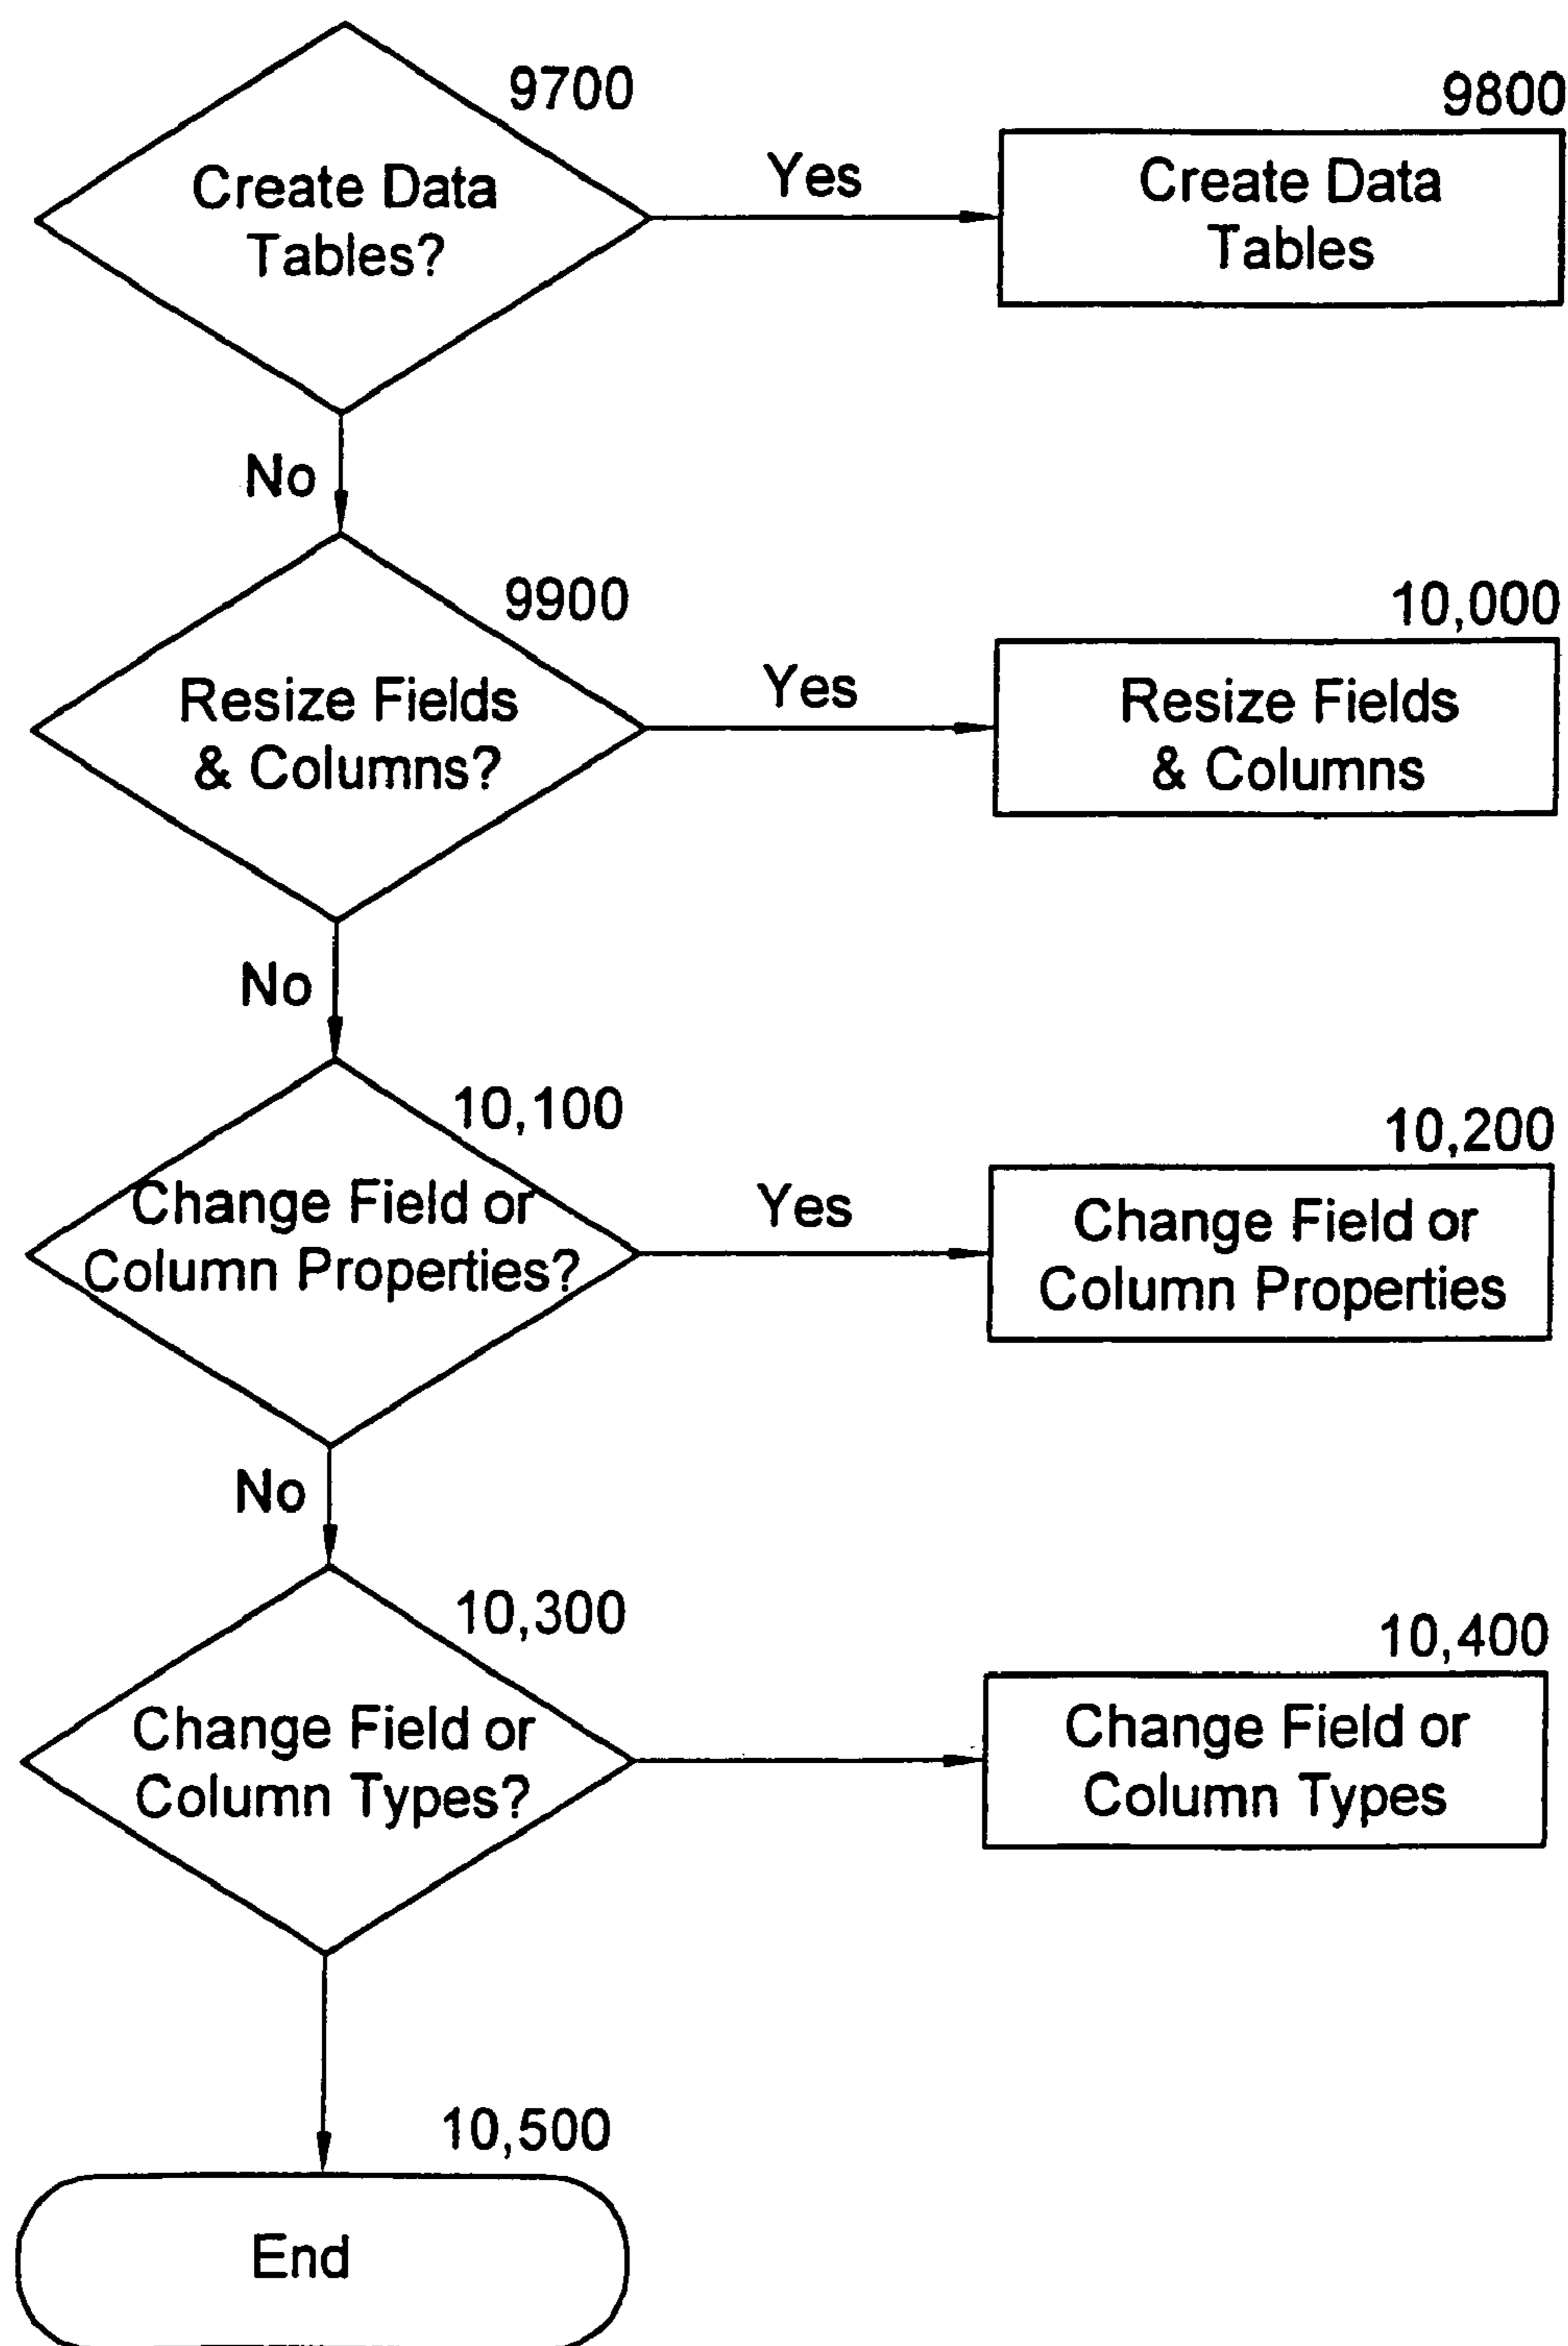 9700
Create Data
Tables?
Yes
9800
Create Data
Tables
No
9900
Resize Fields
& Columns?
Yes
10,000
Resize Fields
& Columns
No
10,100
Change Field or
Column Properties?
Yes
10,200
Change Field or
Column Properties
No
10,300
Change Field or
Column Types?
10,400
Change Field or
Column Types
10,500
End